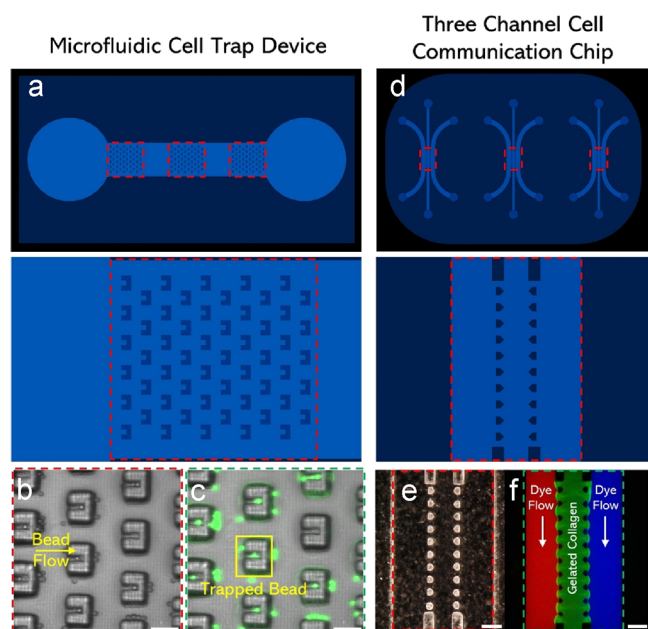 Microfluidic Cell Trap Device
Three Channel Cell
Communication Chip
a
d
b
Bead
Flow
c
Trapped Bead
e
f
Dye
Flow
Gelated Collagen
Dye
Flow